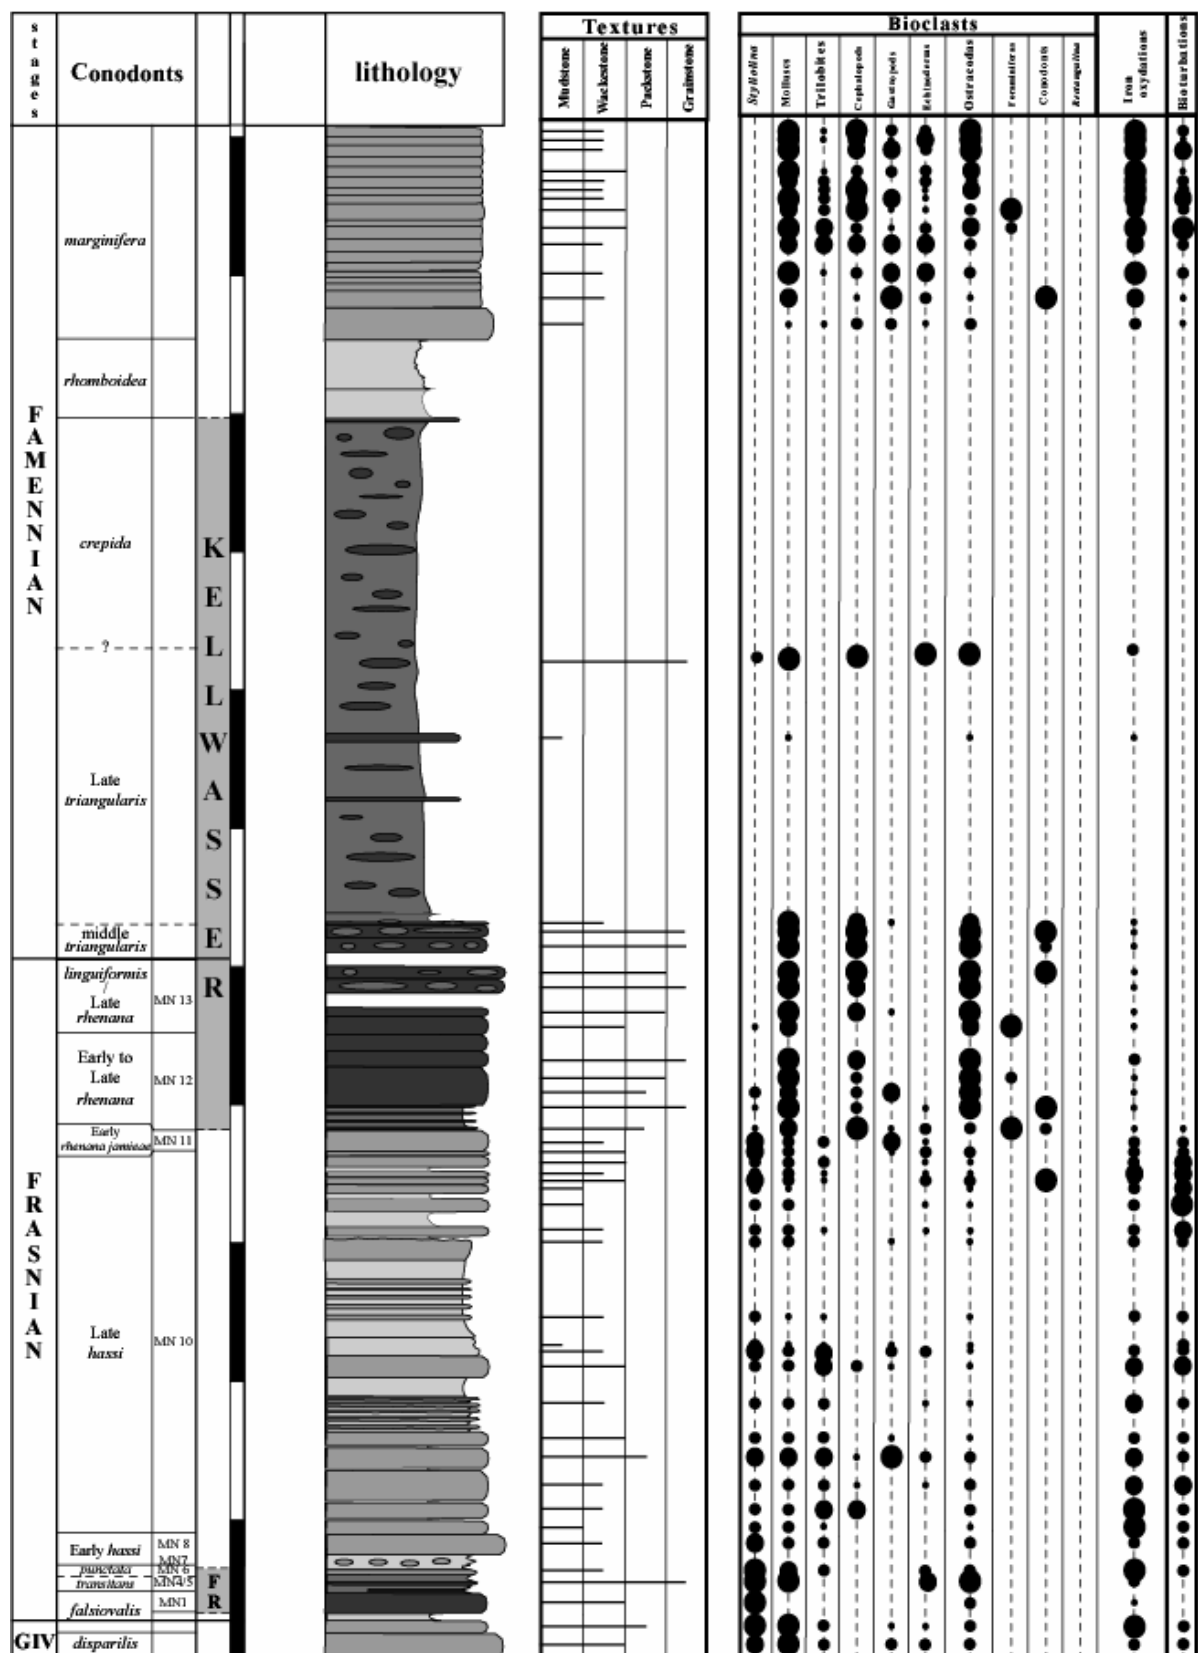 stages
Conodonts
lithology
Textures
Mudstone
Wackestone
Packstone
Grainstone
Bioclasts
Styliolina
Molluscs
Trilobites
Cephalopods
Gastropods
Echinoderms
Ostracodas
Foraminiferas
Conodonts
Iron
oxydations
Bioturbations
FAMENNIAN
marginifera
rhomboidea
crepida
?
Late
triangularis
middle
triangularis
KELLWASSER
FRASNIAN
linguiformis
/
Late
rhenana
MN 13
Early to
Late
rhenana
MN 12
Early
rhenana jamieae
MN 11
Late
hassi
MN 10
Early hassi
MN 8
MN7
punctata
MN 6
transitans
MN4/5
falsiovalis
MN1
FR
GIV
disparilis